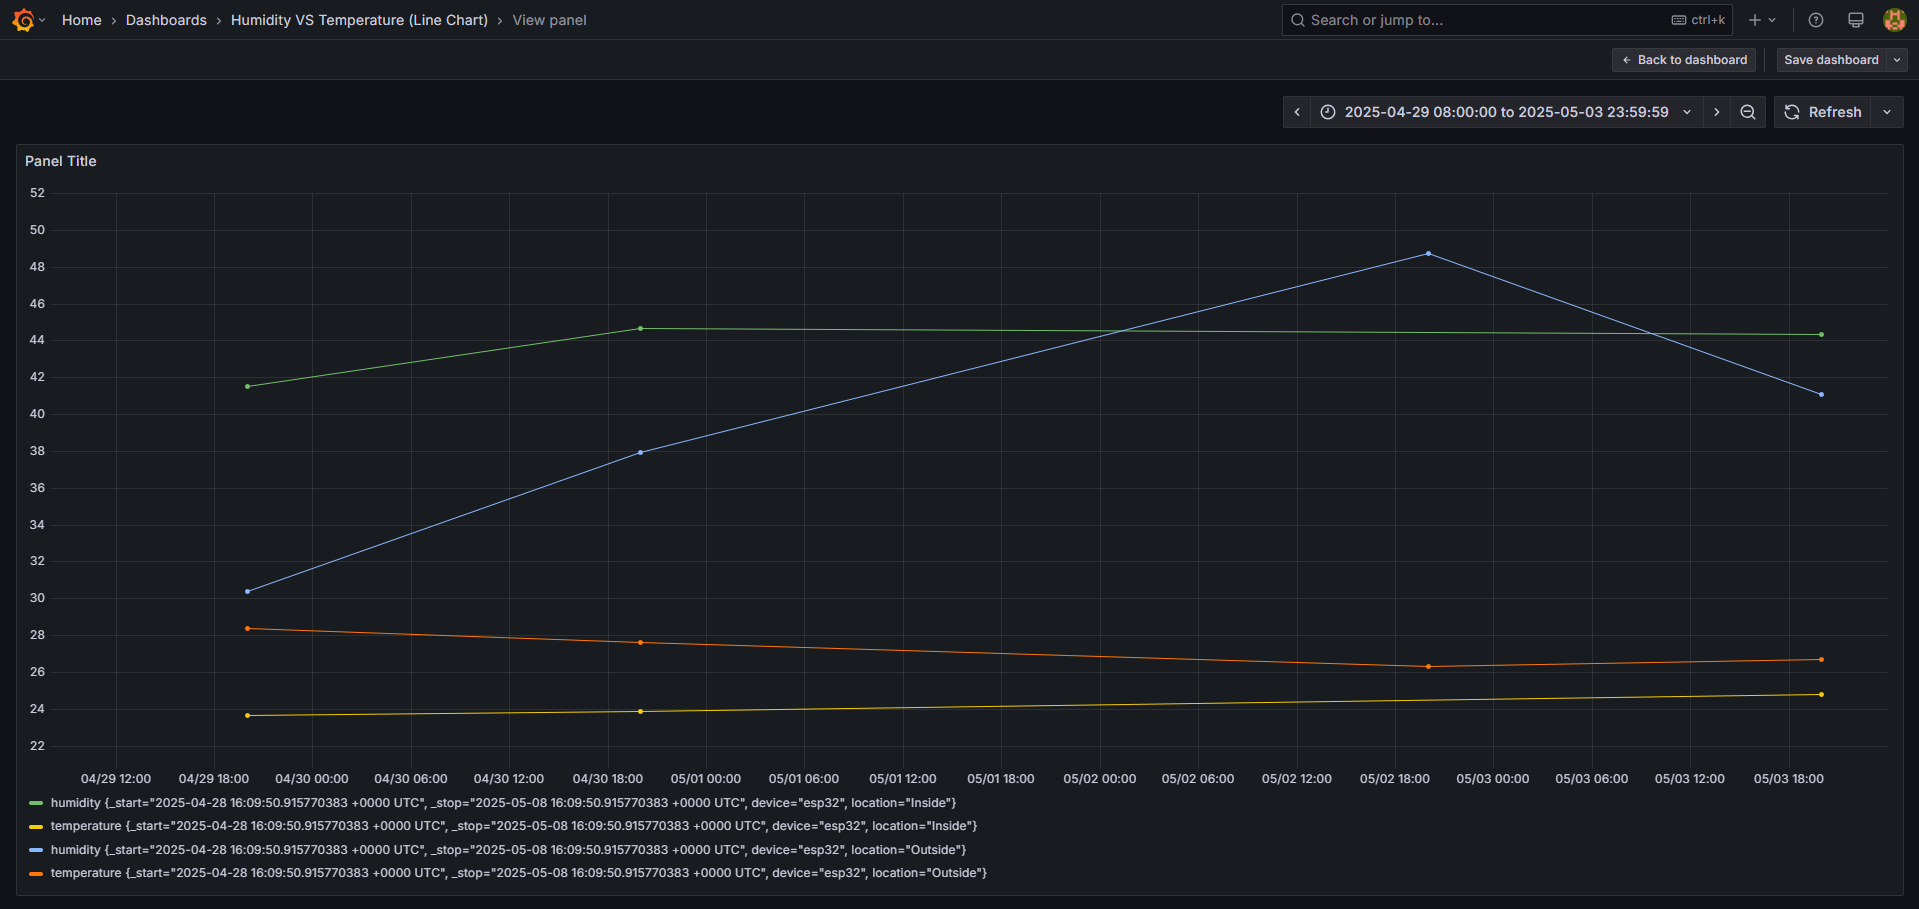 Home › Dashboards › Humidity VS Temperature (Line Chart) › View panel
Search or jump to...
ctrl+k
Back to dashboard
Save dashboard
2025-04-29 08:00:00 to 2025-05-03 23:59:59
Refresh
Panel Title
52
50
48
46
44
42
40
38
36
34
32
30
28
26
24
22
04/29 12:00 04/29 18:00 04/30 00:00 04/30 06:00 04/30 12:00 04/30 18:00 05/01 00:00 05/01 06:00 05/01 12:00 05/01 18:00 05/02 00:00 05/02 06:00 05/02 12:00 05/02 18:00 05/03 00:00 05/03 06:00 05/03 12:00 05/03 18:00
humidity {_start="2025-04-28 16:09:50.915770383 +0000 UTC", _stop="2025-05-08 16:09:50.915770383 +0000 UTC", device="esp32", location="Inside"}
temperature {_start="2025-04-28 16:09:50.915770383 +0000 UTC", _stop="2025-05-08 16:09:50.915770383 +0000 UTC", device="esp32", location="Inside"}
humidity {_start="2025-04-28 16:09:50.915770383 +0000 UTC", _stop="2025-05-08 16:09:50.915770383 +0000 UTC", device="esp32", location="Outside"}
temperature {_start="2025-04-28 16:09:50.915770383 +0000 UTC", _stop="2025-05-08 16:09:50.915770383 +0000 UTC", device="esp32", location="Outside"}